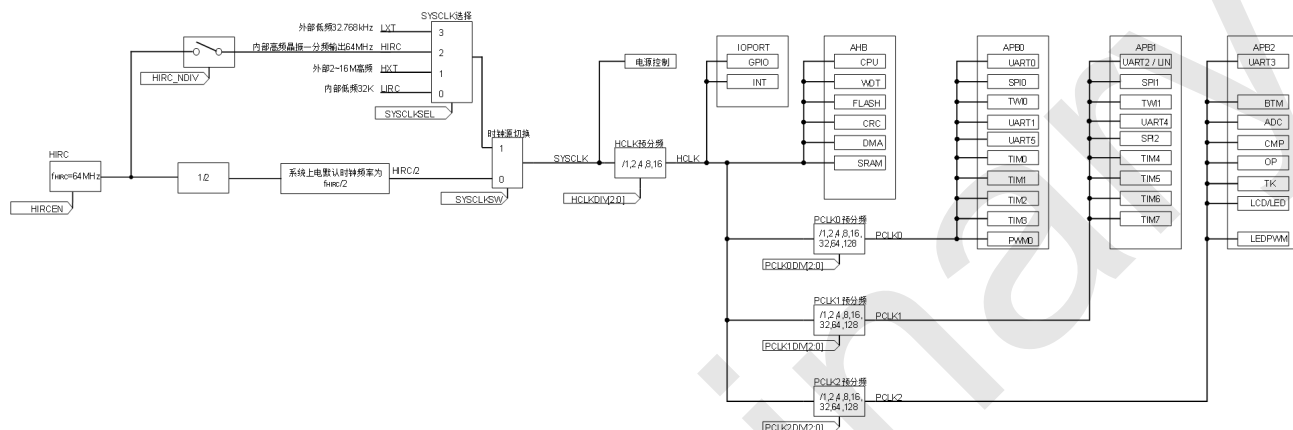 SYSCLK选择
外部低频32.768kHz LXT 3
内部高频晶振一分频输出64MHz HIRC 2
外部2~16M高频 HXT 1
内部低频32K LIRC 0
HIRC_NDIV
SYSCLKSEL
HIRC
fHIRC=64MHz
HIRCEN
1/2
系统上电默认时钟频率为
fHIRC/2
HIRC/2
时钟源切换
1
0
SYSCLKSW
SYSCLK
电源控制
HCLK预分频
/1,2,4,8,16
HCLKDIV[2:0]
HCLK
IOPORT
GPIO
INT
AHB
CPU
WDT
FLASH
CRC
DMA
SRAM
PCLK0预分频
/1,2,4,8,16,
32,64,128
PCLK0DIV[2:0]
PCLK0
PCLK1预分频
/1,2,4,8,16,
32,64,128
PCLK1DIV[2:0]
PCLK1
PCLK2预分频
/1,2,4,8,16,
32,64,128
PCLK2DIV[2:0]
PCLK2
APB0
UART0
SPI0
TWI0
UART1
UART5
TIM0
TIM1
TIM2
TIM3
PWM0
APB1
UART2 / LIN
SPI1
TWI1
UART4
SPI2
TIM4
TIM5
TIM6
TIM7
APB2
UART3
BTM
ADC
CMP
OP
TK
LCD/LED
LEDPWM
inary